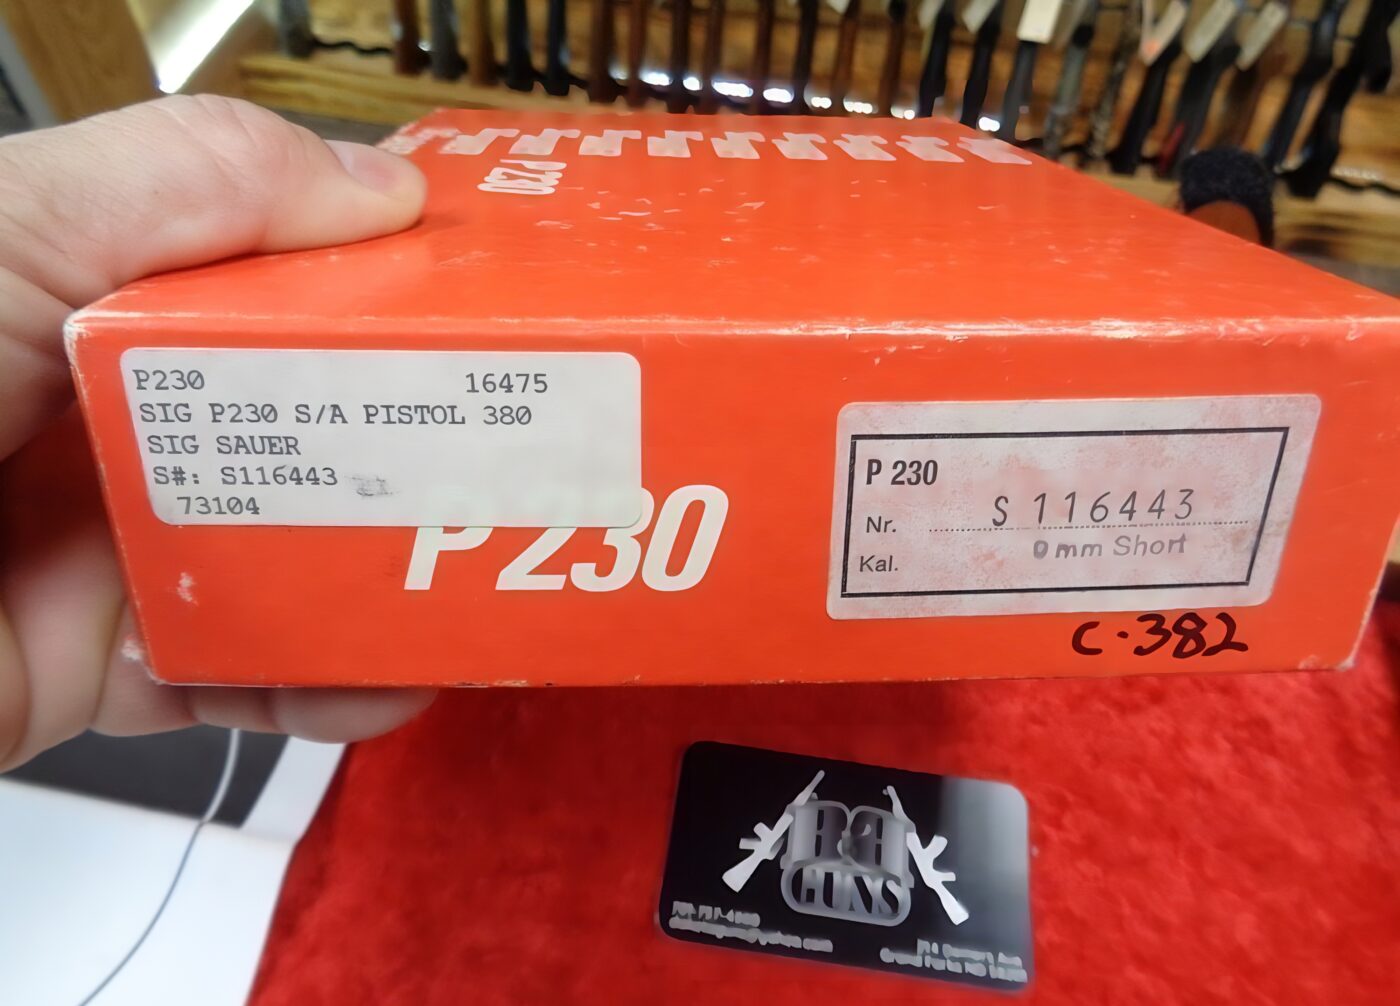 P230
P230 16475
SIG P230 S/A PISTOL 380
SIG SAUER
S#: S116443
73104
P 230
P 230
Nr. S 116443
Kal. 9mm Short
C-382
GUNS